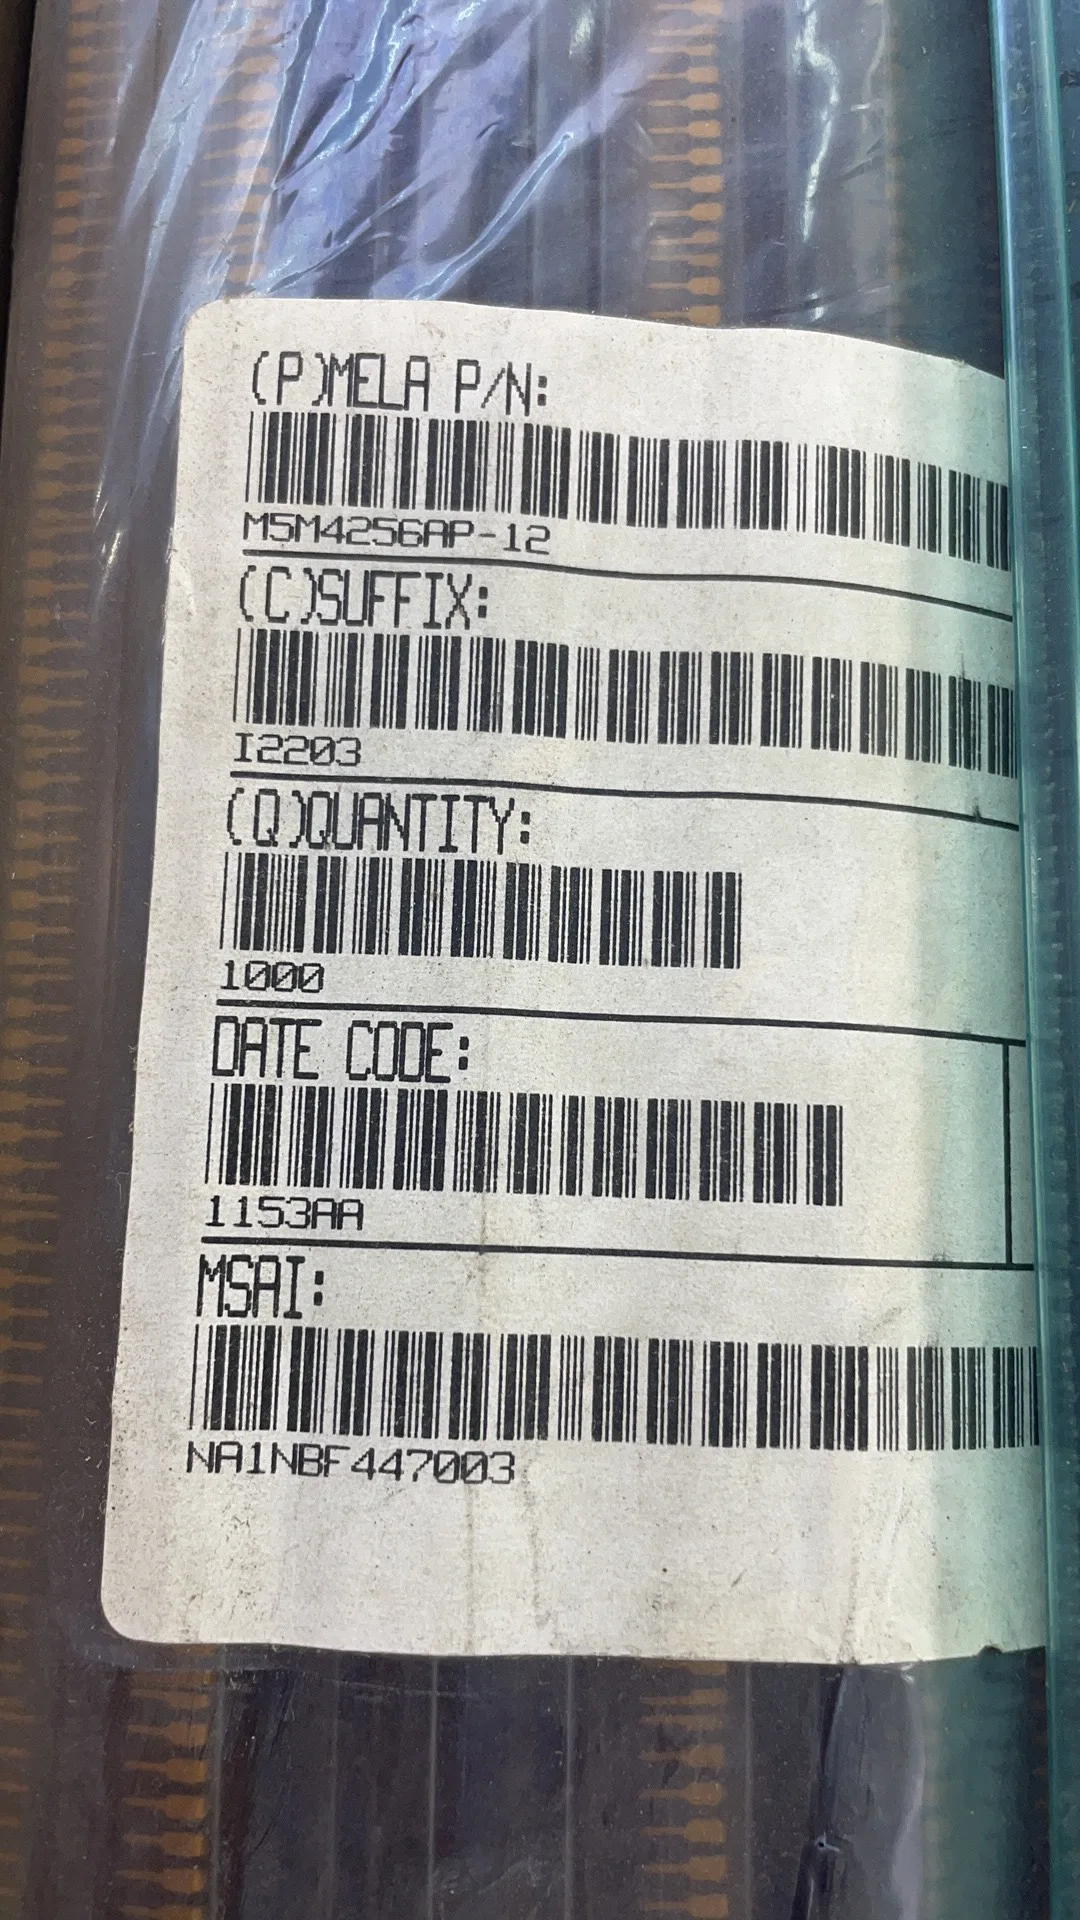 (P)MELA P/N:
M5M4256AP-12
(C)SUFFIX:
I2203
(Q)QUANTITY:
1000
DATE CODE:
1153AA
MSAI:
NA1NBF447003